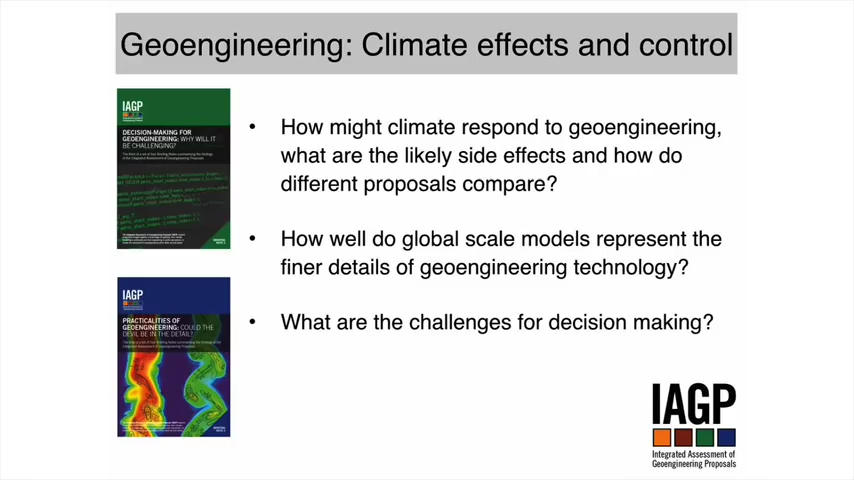 Geoengineering: Climate effects and control
IAGP
DECISION-MAKING FOR
GEOENGINEERING: WHY WILL IT
BE CHALLENGING?
• How might climate respond to geoengineering,
what are the likely side effects and how do
different proposals compare?
• How well do global scale models represent the
finer details of geoengineering technology?
IAGP
PRACTICALITIES OF
GEOENGINEERING: COULD THE
DEVIL BE IN THE DETAIL?
• What are the challenges for decision making?
IAGP
Integrated Assessment of
Geoengineering Proposals